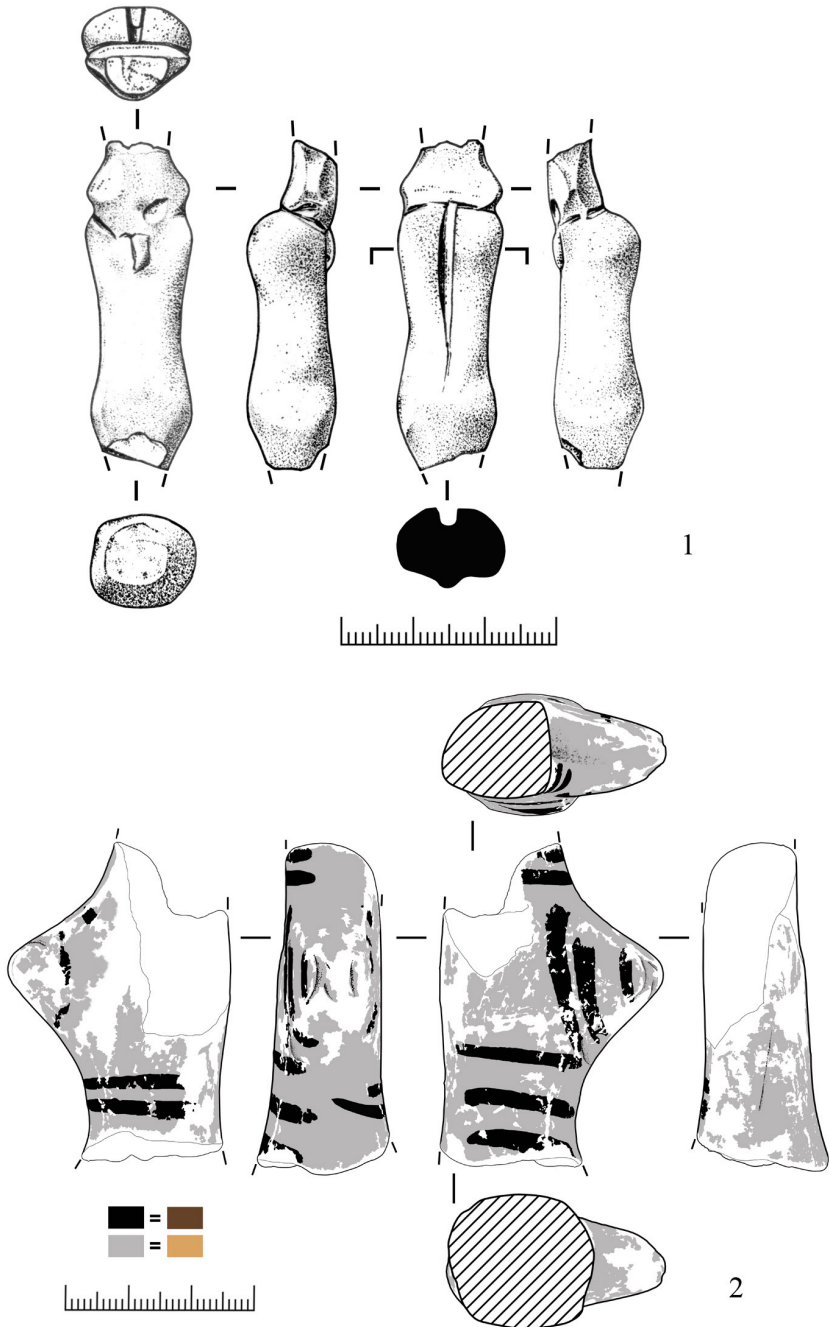 1
=
=
2